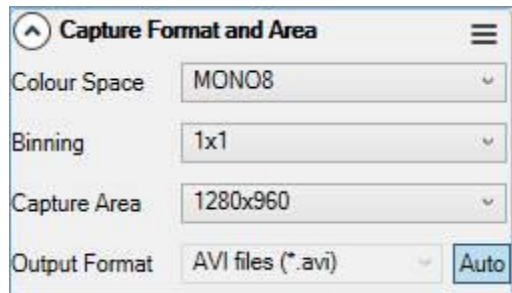 Capture Format and Area
Colour Space MONO8
Binning 1x1
Capture Area 1280x960
Output Format AVI files (*.avi) Auto